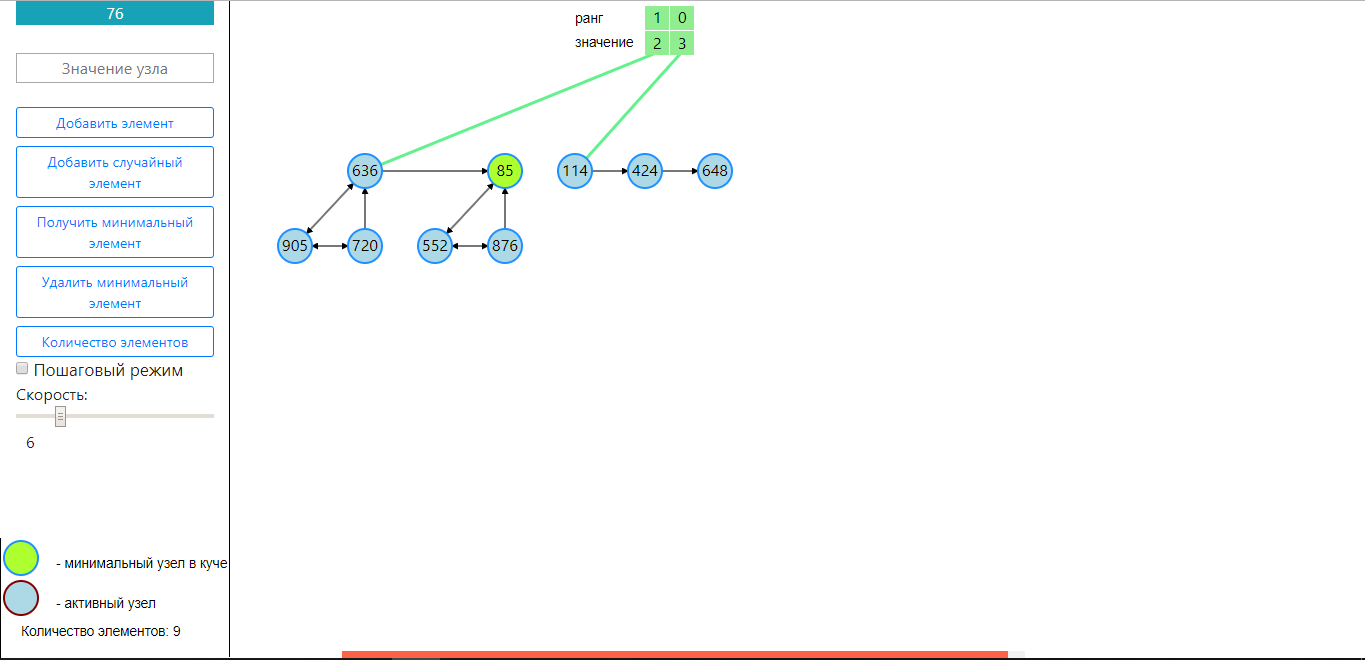 76
Значение узла
Добавить элемент
Добавить случайный
элемент
Получить минимальный
элемент
Удалить минимальный
элемент
Количество элементов
Пошаговый режим
Скорость:
6
- минимальный узел в куче
- активный узел
Количество элементов: 9
ранг 1 0
значение 2 3
636 85 114 424 648
905 720 552 876